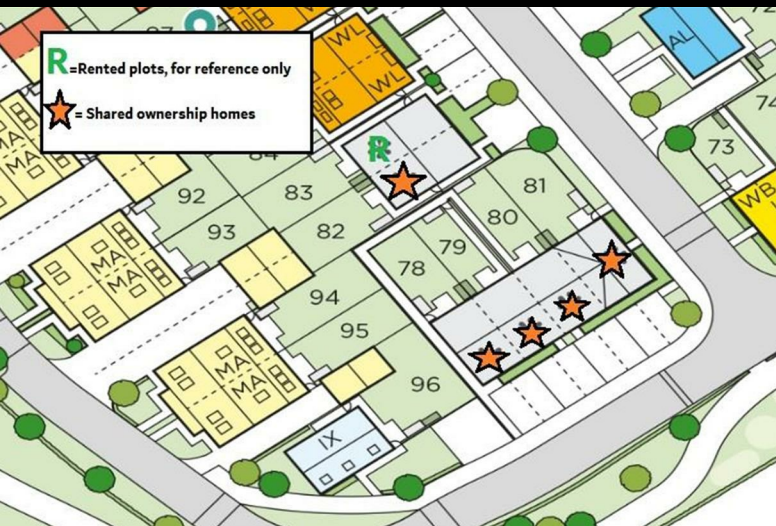 R=Rented plots, for reference only
= Shared ownership homes
WL
WL
AL
MA
MA
R
73
74
92
83
81
93
82
80
79
78
WB
MA
MA
94
95
96
MA
MA
IX